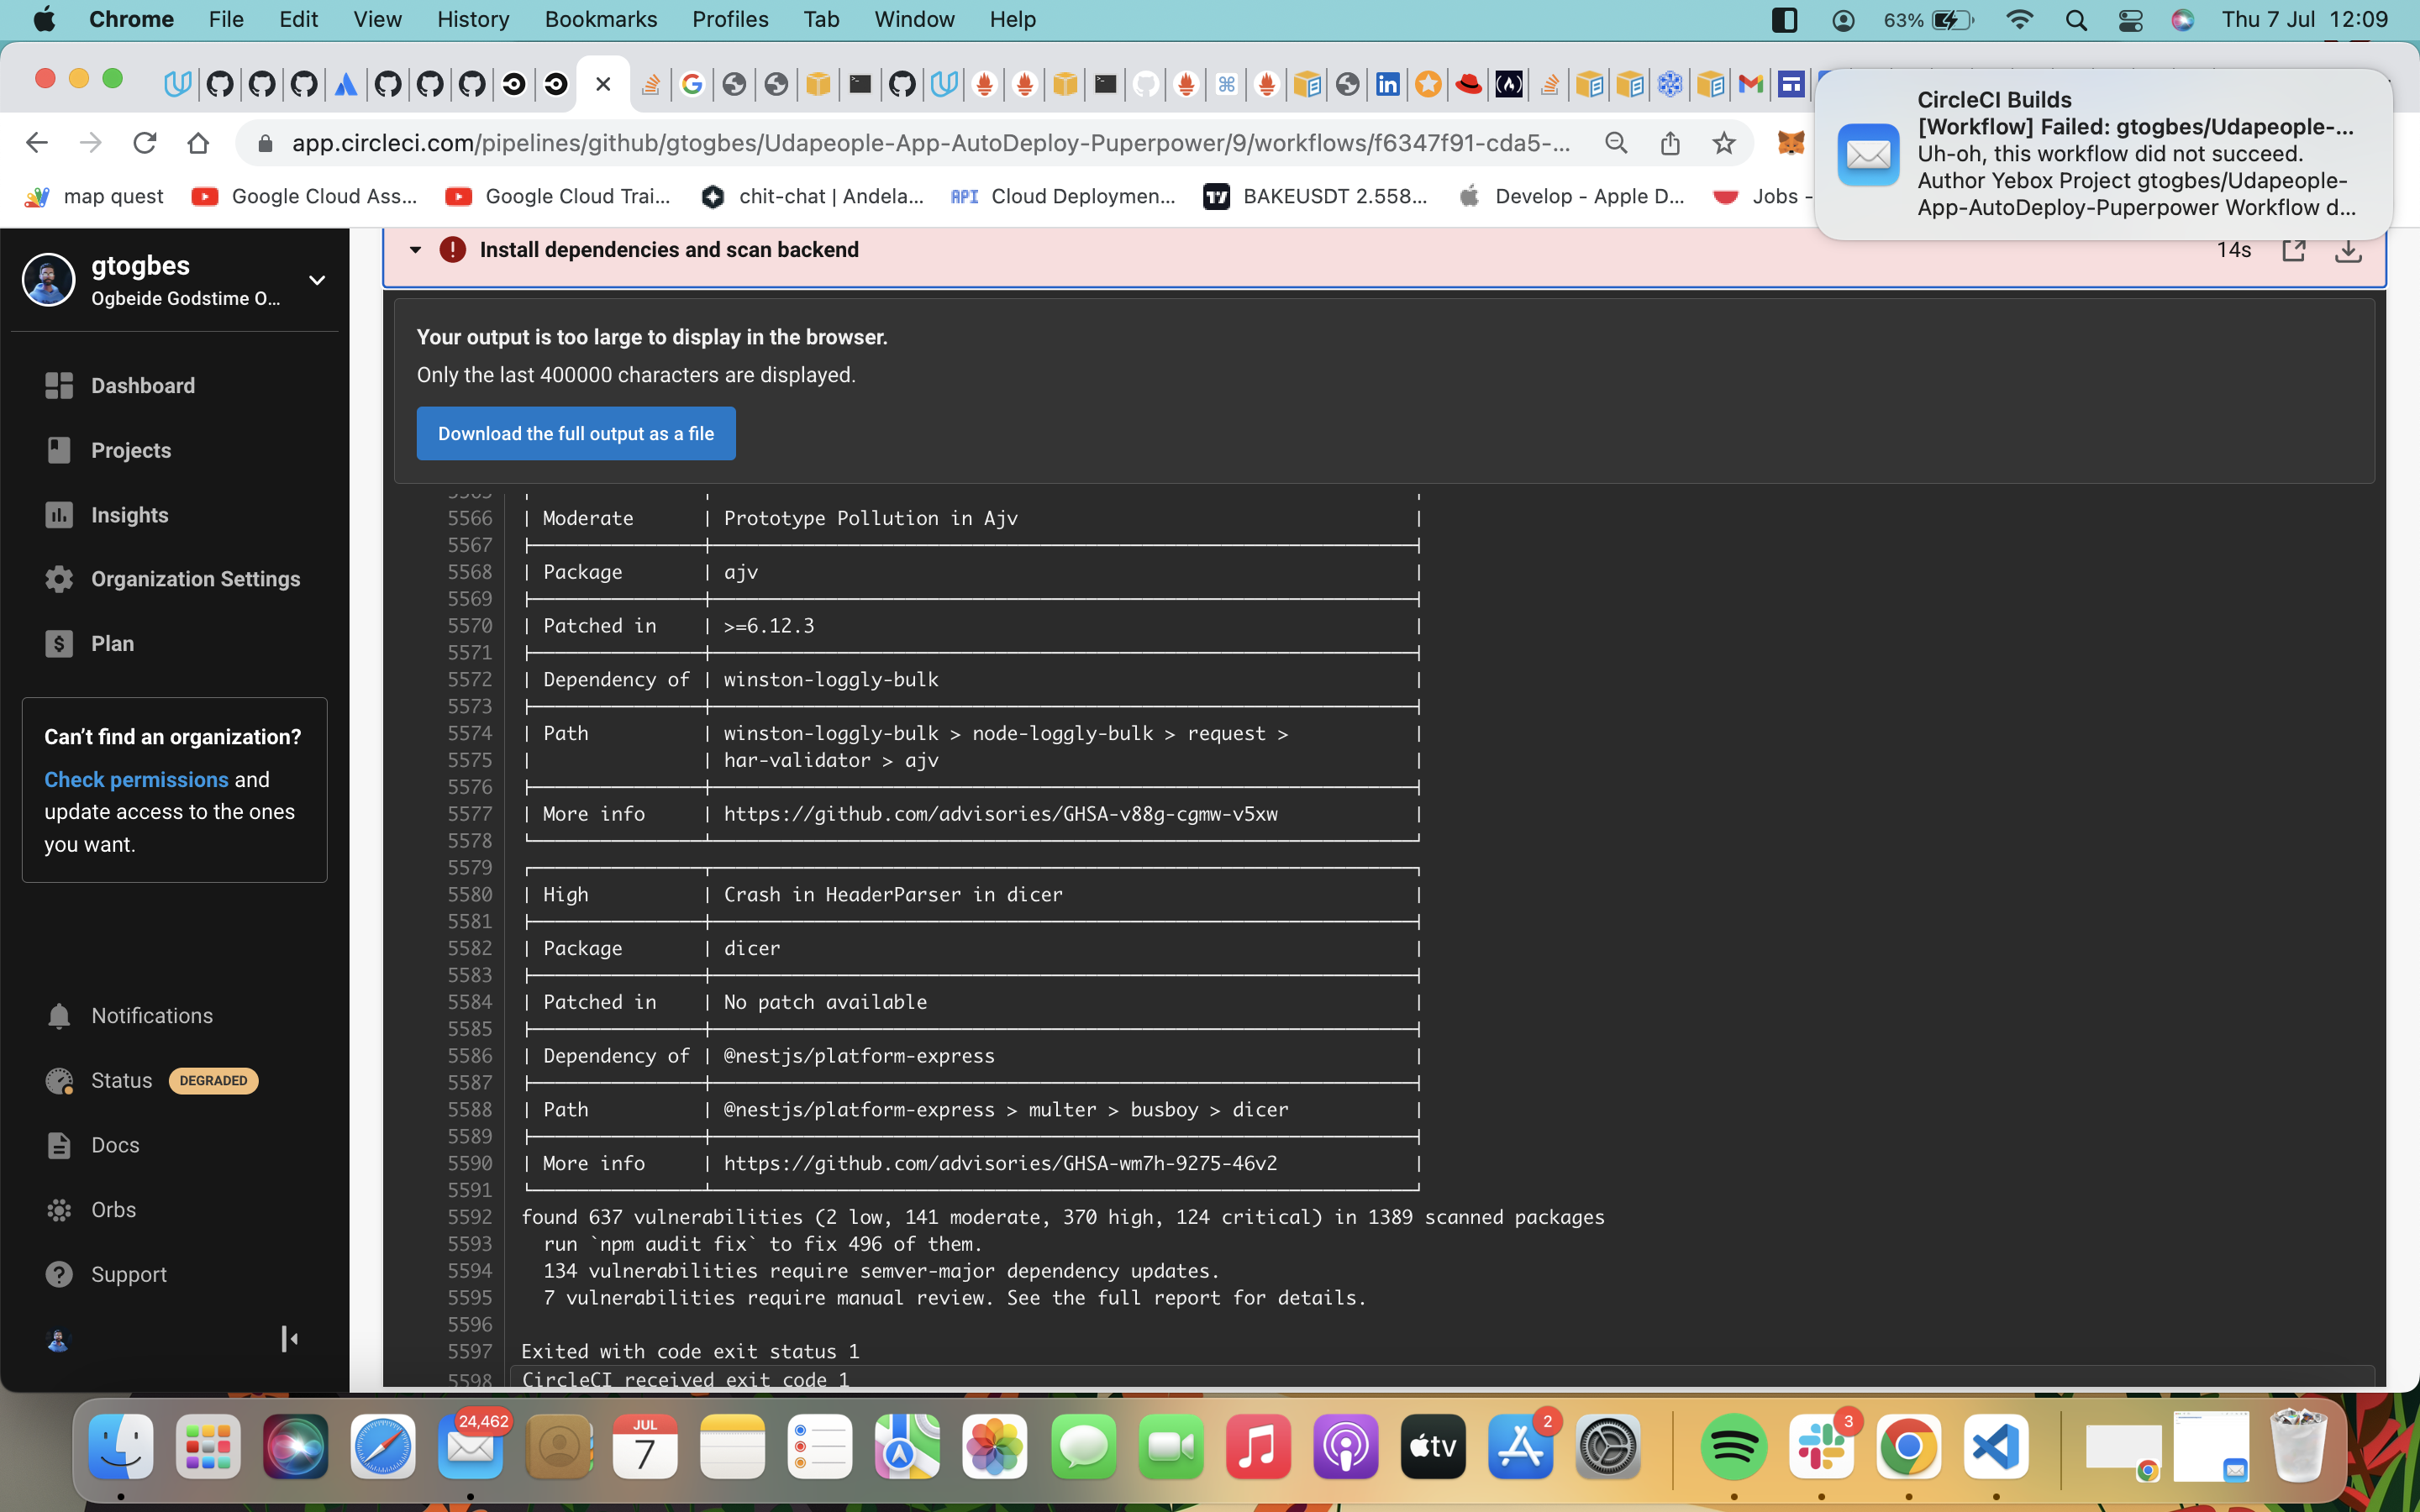 Chrome File Edit View History Bookmarks Profiles Tab Window Help
63% Thu 7 Jul 12:09
app.circleci.com/pipelines/github/gtogbes/Udapeople-App-AutoDeploy-Puperpower/9/workflows/f6347f91-cda5-...
map quest Google Cloud Ass... Google Cloud Trai... chit-chat | Andela... API Cloud Deploymen... BAKEUSDT 2.558... Develop - Apple D... Jobs -
CircleCI Builds
[Workflow] Failed: gtogbes/Udapeople-...
Uh-oh, this workflow did not succeed.
Author Yebox Project gtogbes/Udapeople-
App-AutoDeploy-Puperpower Workflow d...
gtogbes
Ogbeide Godstime O...
Dashboard
Projects
Insights
Organization Settings
Plan
Can't find an organization?
Check permissions and
update access to the ones
you want.
Notifications
Status DEGRADED
Docs
Orbs
Support
Install dependencies and scan backend
14s
Your output is too large to display in the browser.
Only the last 400000 characters are displayed.
Download the full output as a file
5566 | Moderate | Prototype Pollution in Ajv |
5567
5568 | Package | ajv |
5569
5570 | Patched in | >=6.12.3 |
5571
5572 | Dependency of | winston-loggly-bulk |
5573
5574 | Path | winston-loggly-bulk > node-loggly-bulk > request > |
5575 | | har-validator > ajv |
5576
5577 | More info | https://github.com/advisories/GHSA-v88g-cgmw-v5xw |
5578
5579
5580 | High | Crash in HeaderParser in dicer |
5581
5582 | Package | dicer |
5583
5584 | Patched in | No patch available |
5585
5586 | Dependency of | @nestjs/platform-express |
5587
5588 | Path | @nestjs/platform-express > multer > busboy > dicer |
5589
5590 | More info | https://github.com/advisories/GHSA-wm7h-9275-46v2 |
5591
5592 found 637 vulnerabilities (2 low, 141 moderate, 370 high, 124 critical) in 1389 scanned packages
5593 run `npm audit fix` to fix 496 of them.
5594 134 vulnerabilities require semver-major dependency updates.
5595 7 vulnerabilities require manual review. See the full report for details.
5596
5597 Exited with code exit status 1
5598 CircleCI received exit code 1
24,462
JUL
7
tv
2
3